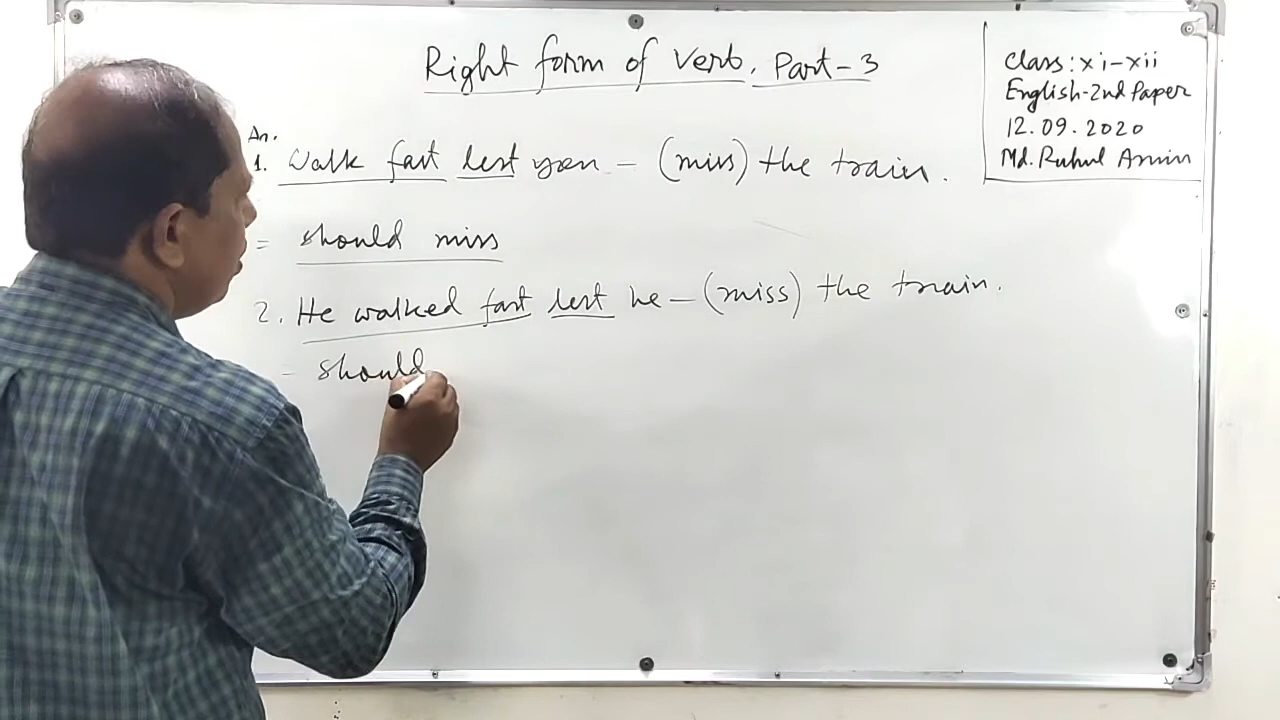 Right form of verb. Part-3
Class: xi-xii
English-2nd Paper
12.09.2020
Md. Ruhul Amin
An.
1. Walk fast lest you - (miss) the train.
= should miss
2. He walked fast lest he - (miss) the train.
- should